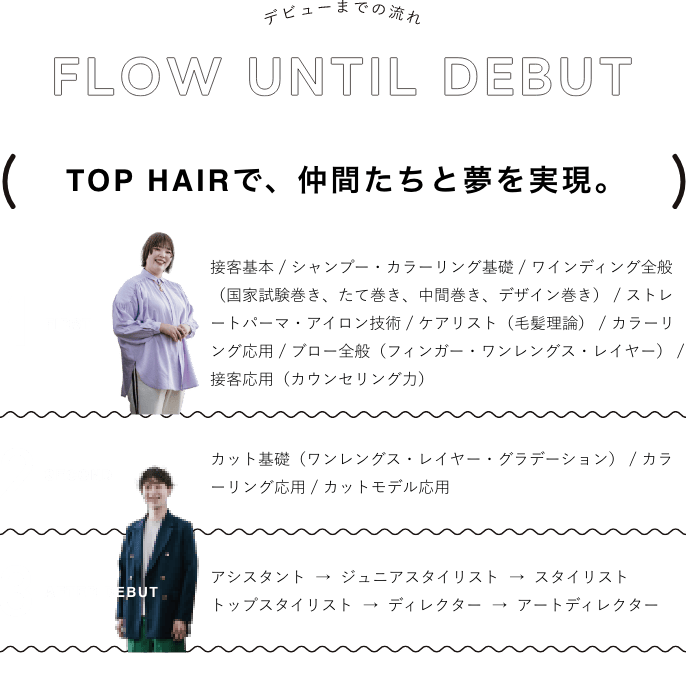 デビューまでの流れ
FLOW UNTIL DEBUT
( TOP HAIRで、仲間たちと夢を実現。 )
接客基本 / シャンプー・カラーリング基礎 / ワインディング全般
（国家試験巻き、たて巻き、中間巻き、デザイン巻き） / ストレ
ートパーマ・アイロン技術 / ケアリスト（毛髪理論） / カラーリ
ング応用 / ブロー全般（フィンガー・ワンレングス・レイヤー） /
接客応用（カウンセリング力）
カット基礎（ワンレングス・レイヤー・グラデーション） / カラ
ーリング応用 / カットモデル応用
EBUT
アシスタント → ジュニアスタイリスト → スタイリスト
トップスタイリスト → ディレクター → アートディレクター